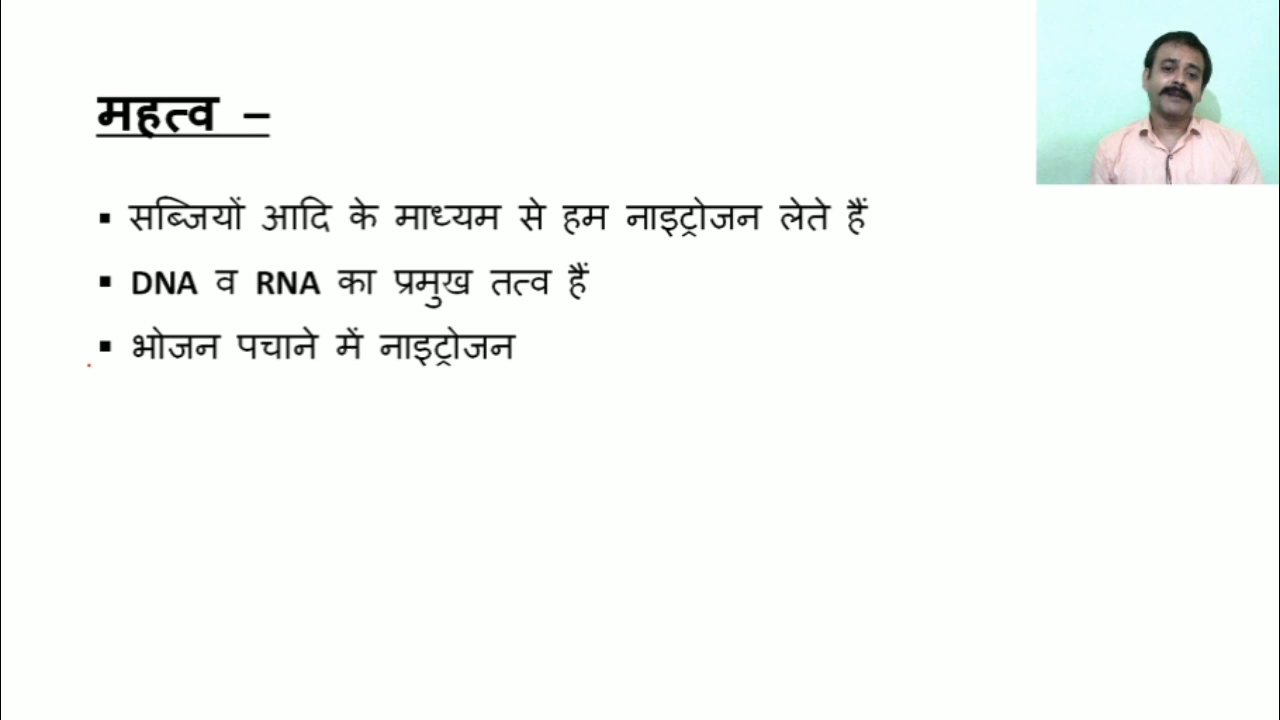 महत्व –
▪ सब्जियों आदि के माध्यम से हम नाइट्रोजन लेते हैं
▪ DNA व RNA का प्रमुख तत्व हैं
▪ भोजन पचाने में नाइट्रोजन